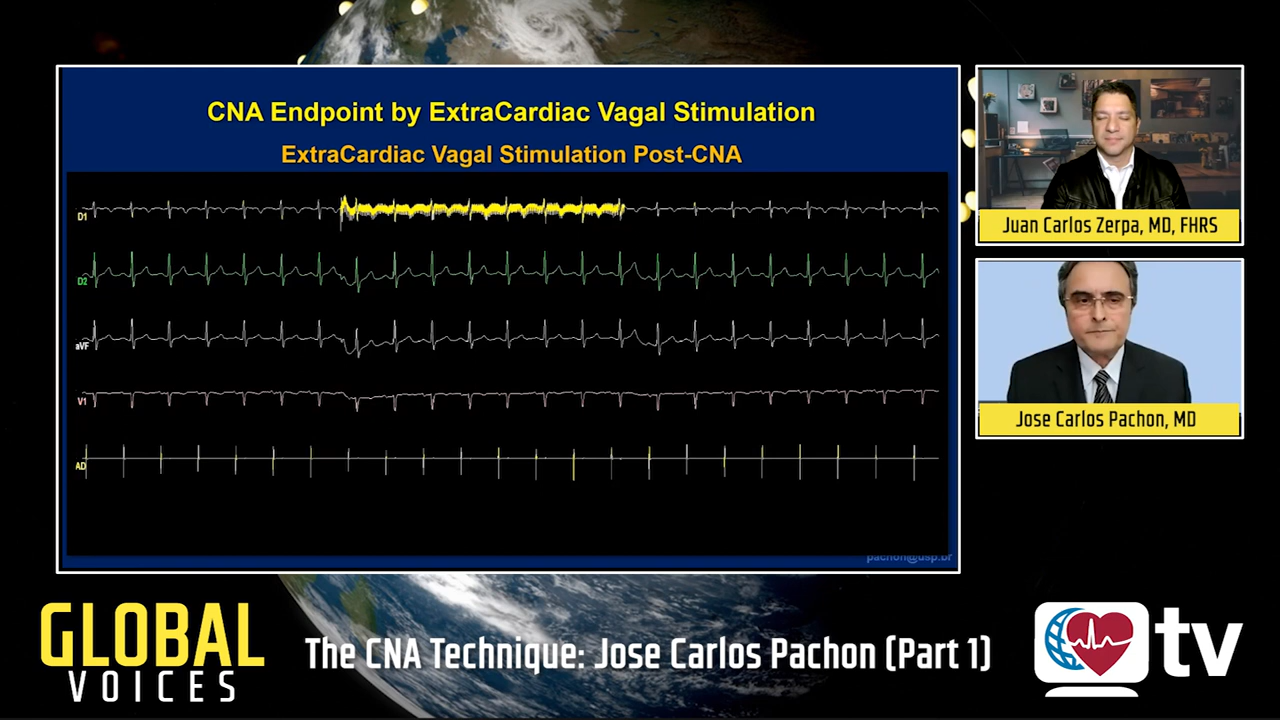 CNA Endpoint by ExtraCardiac Vagal Stimulation
ExtraCardiac Vagal Stimulation Post-CNA
D1
D2
aVF
V1
AD
pachon@usp.br
Juan Carlos Zerpa, MD, FHRS
Jose Carlos Pachon, MD
GLOBAL
VOICES
The CNA Technique: Jose Carlos Pachon (Part 1)
tv